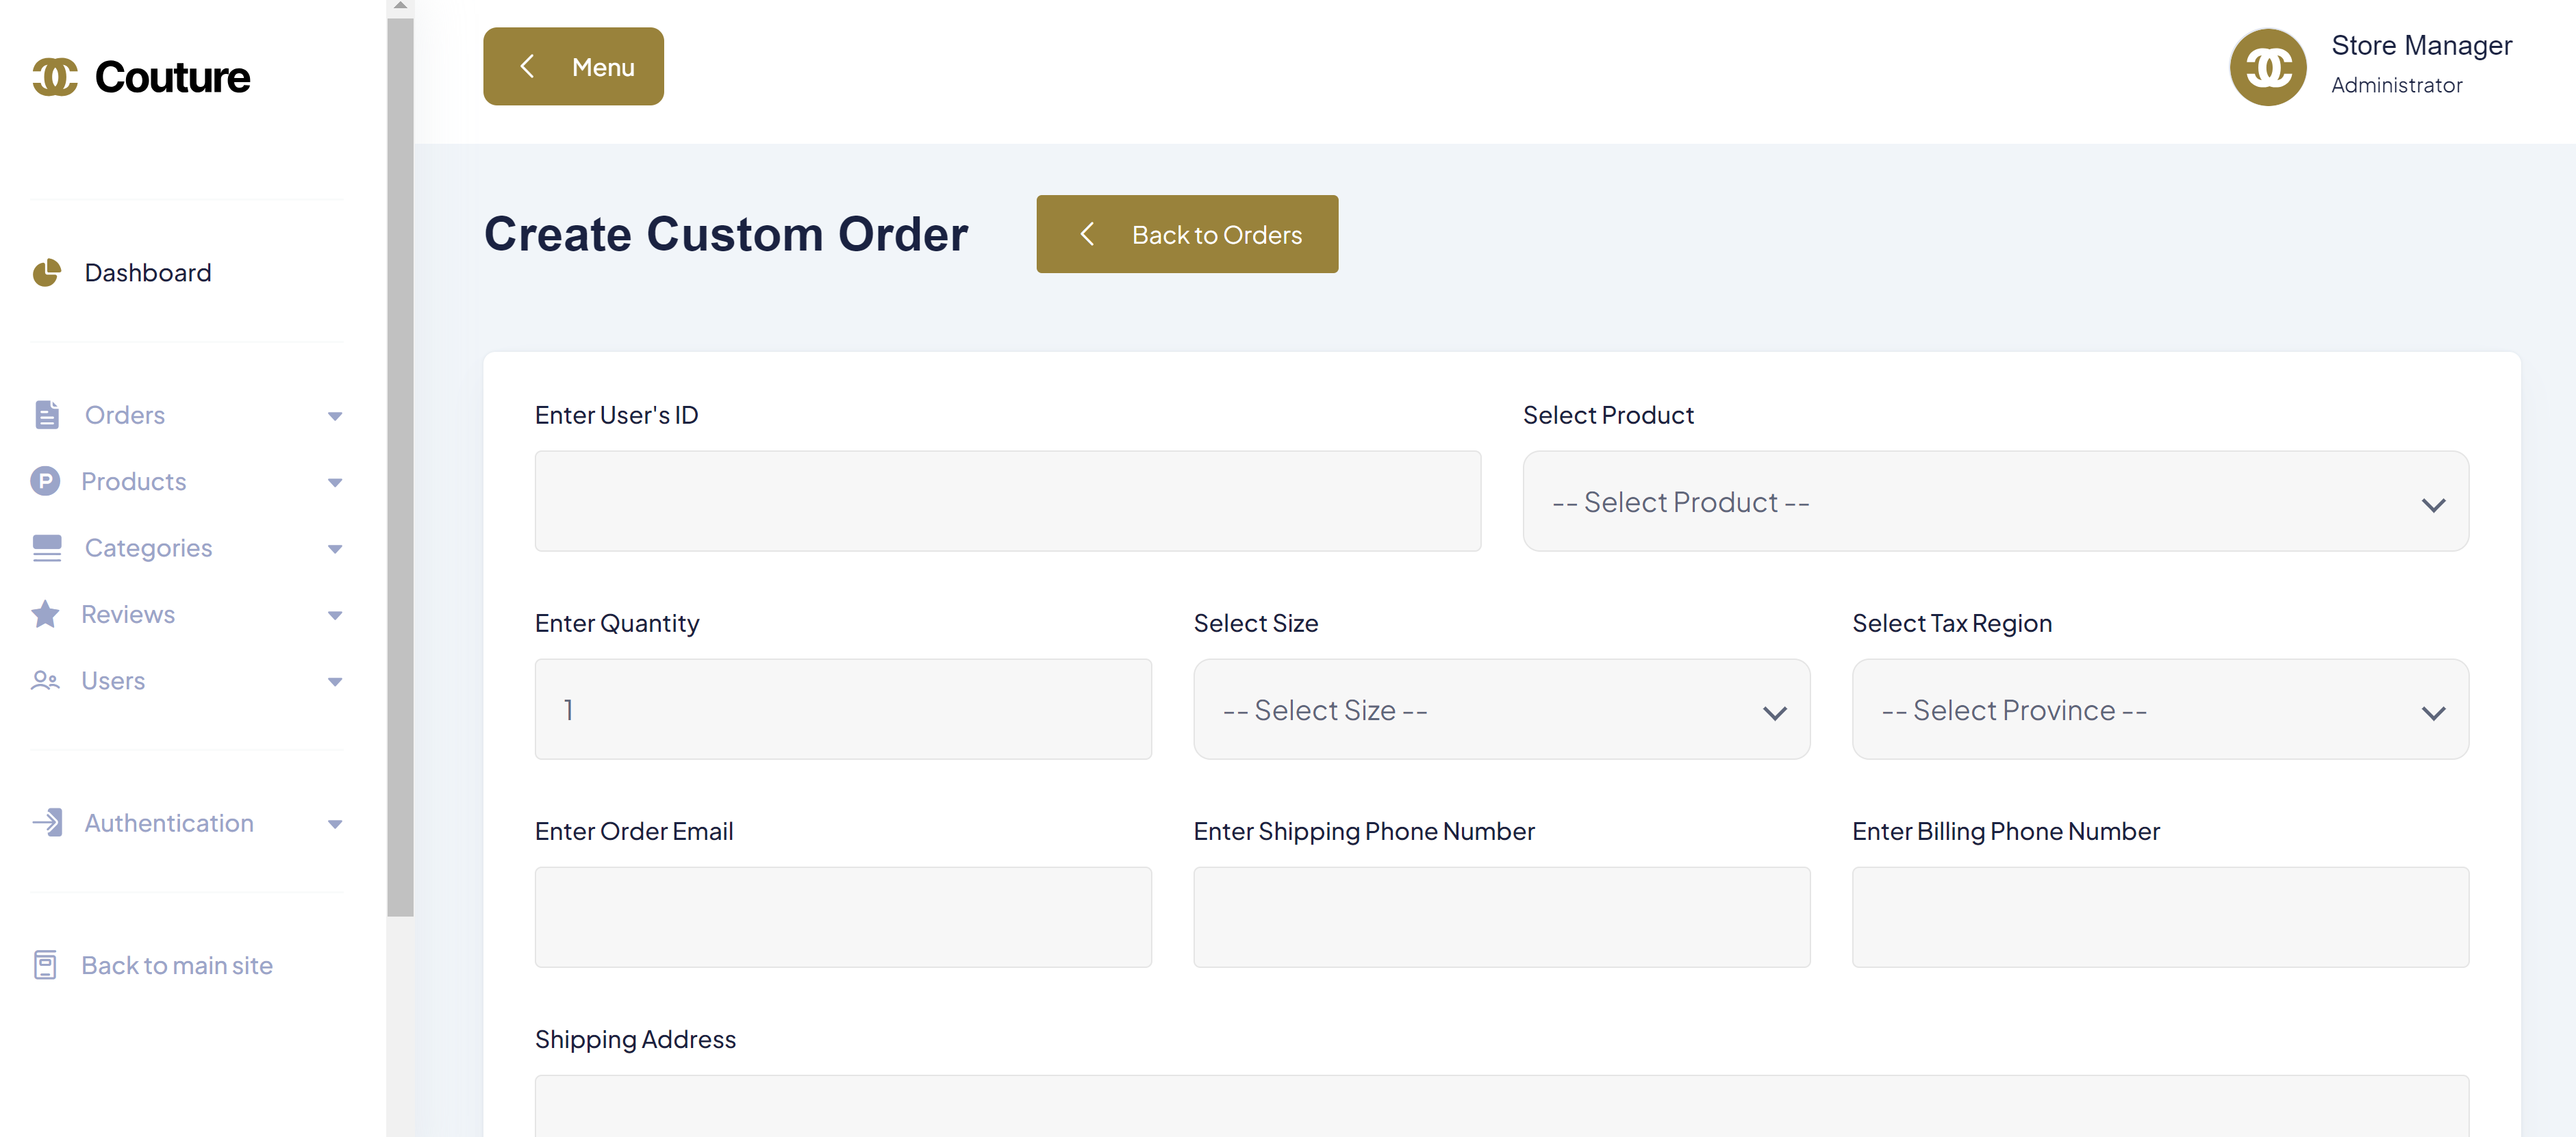 Couture
Menu
Store Manager
Administrator
Dashboard
Orders
Products
Categories
Reviews
Users
Authentication
Back to main site
Create Custom Order
Back to Orders
Enter User's ID
Select Product
-- Select Product --
Enter Quantity
Select Size
Select Tax Region
1
-- Select Size --
-- Select Province --
Enter Order Email
Enter Shipping Phone Number
Enter Billing Phone Number
Shipping Address